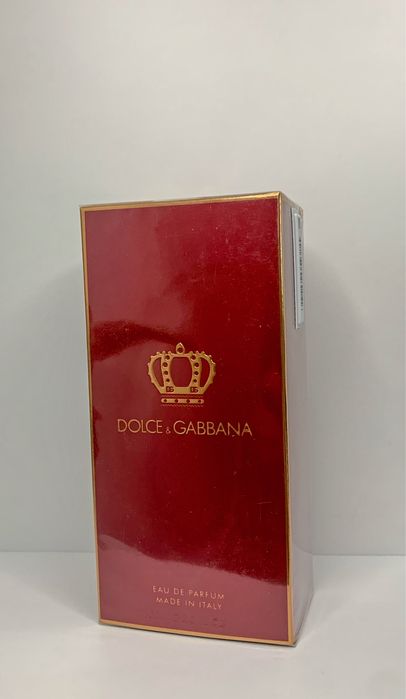 DOLCE & GABBANA
EAU DE PARFUM
MADE IN ITALY